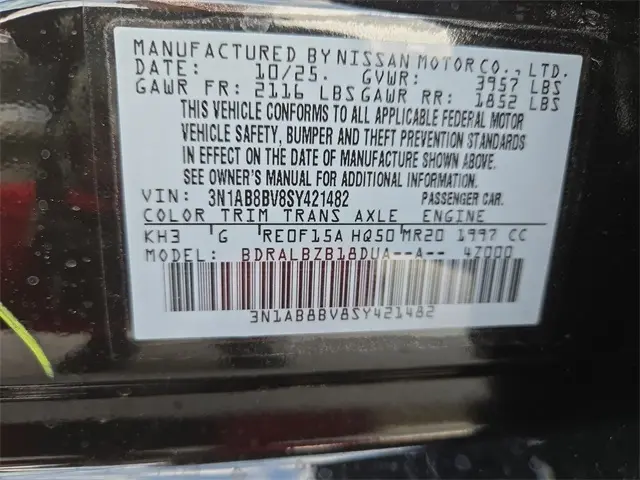 MANUFACTURED BY NISSAN MOTOR CO., LTD.
DATE: 10/25. GVWR: 3957 LBS
GAWR FR: 2116 LBS GAWR RR: 1852 LBS
THIS VEHICLE CONFORMS TO ALL APPLICABLE FEDERAL MOTOR
VEHICLE SAFETY, BUMPER AND THEFT PREVENTION STANDARDS
IN EFFECT ON THE DATE OF MANUFACTURE SHOWN ABOVE.
SEE OWNER'S MANUAL FOR ADDITIONAL INFORMATION.
VIN: 3N1AB8BV8SY421482 PASSENGER CAR.
COLOR TRIM TRANS AXLE ENGINE
KH3 G RE0F15A HQ50 MR20 1997 CC
MODEL: BDRALBZB18DUA--A-- 4Z000
3N1AB8BV8SY421482